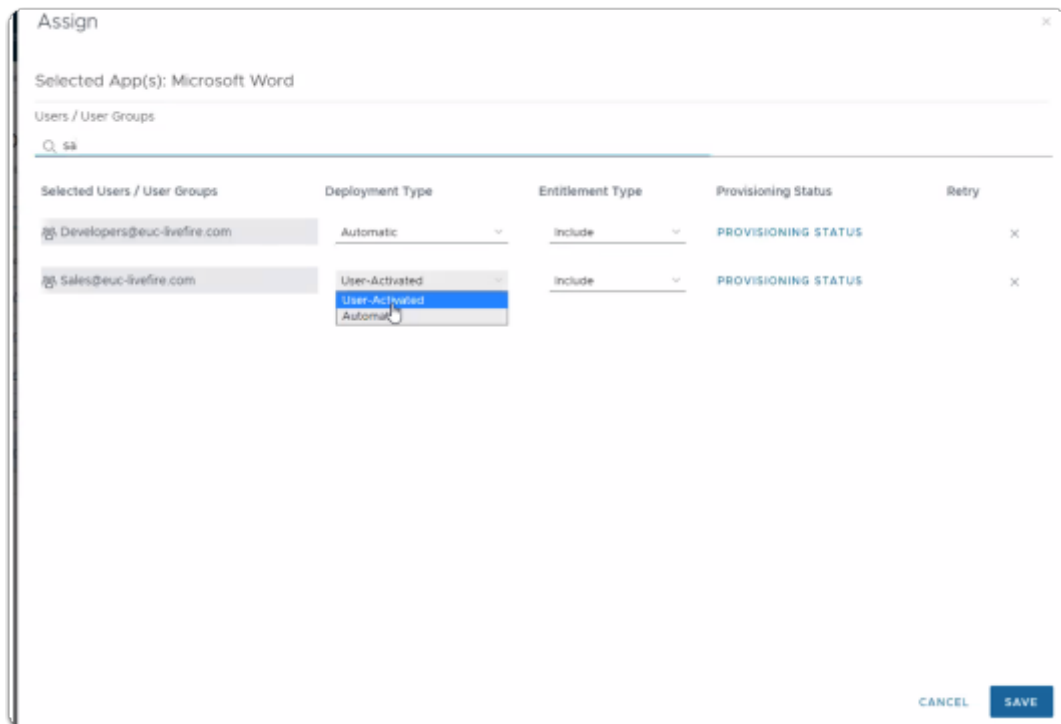 Assign
Selected App(s): Microsoft Word
Users / User Groups
sa
Selected Users / User Groups Deployment Type Entitlement Type Provisioning Status Retry
Developers@euc-livefire.com Automatic Include PROVISIONING STATUS
Sales@euc-livefire.com User-Activated Include PROVISIONING STATUS
User-Activated
Automat
CANCEL SAVE